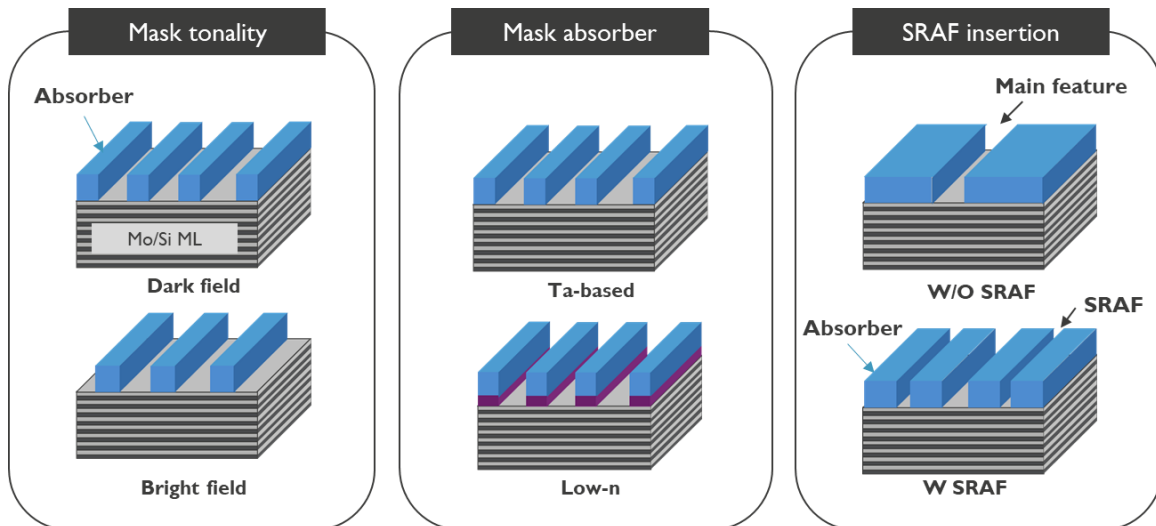 Mask tonality
Absorber
Mo/Si ML
Dark field
Bright field
Mask absorber
Ta-based
Low-n
SRAF insertion
Main feature
W/O SRAF
SRAF
Absorber
W SRAF